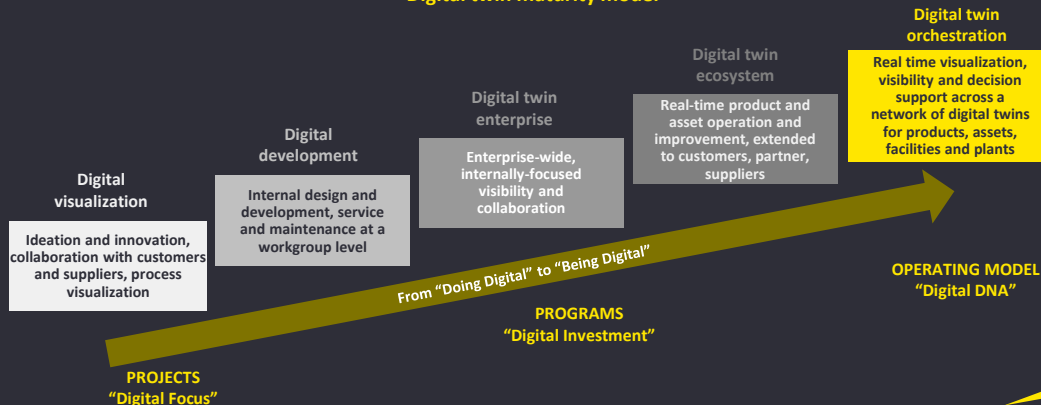 Digital twin maturity model
Digital
visualization
Ideation and innovation,
collaboration with customers
and suppliers, process
visualization
Digital
development
Internal design and
development, service
and maintenance at a
workgroup level
Digital twin
enterprise
Enterprise-wide,
internally-focused
visibility and
collaboration
Digital twin
ecosystem
Real-time product and
asset operation and
improvement, extended
to customers, partner,
suppliers
Digital twin
orchestration
Real time visualization,
visibility and decision
support across a
network of digital twins
for products, assets,
facilities and plants
From “Doing Digital” to “Being Digital”
PROJECTS
“Digital Focus”
PROGRAMS
“Digital Investment”
OPERATING MODEL
“Digital DNA”